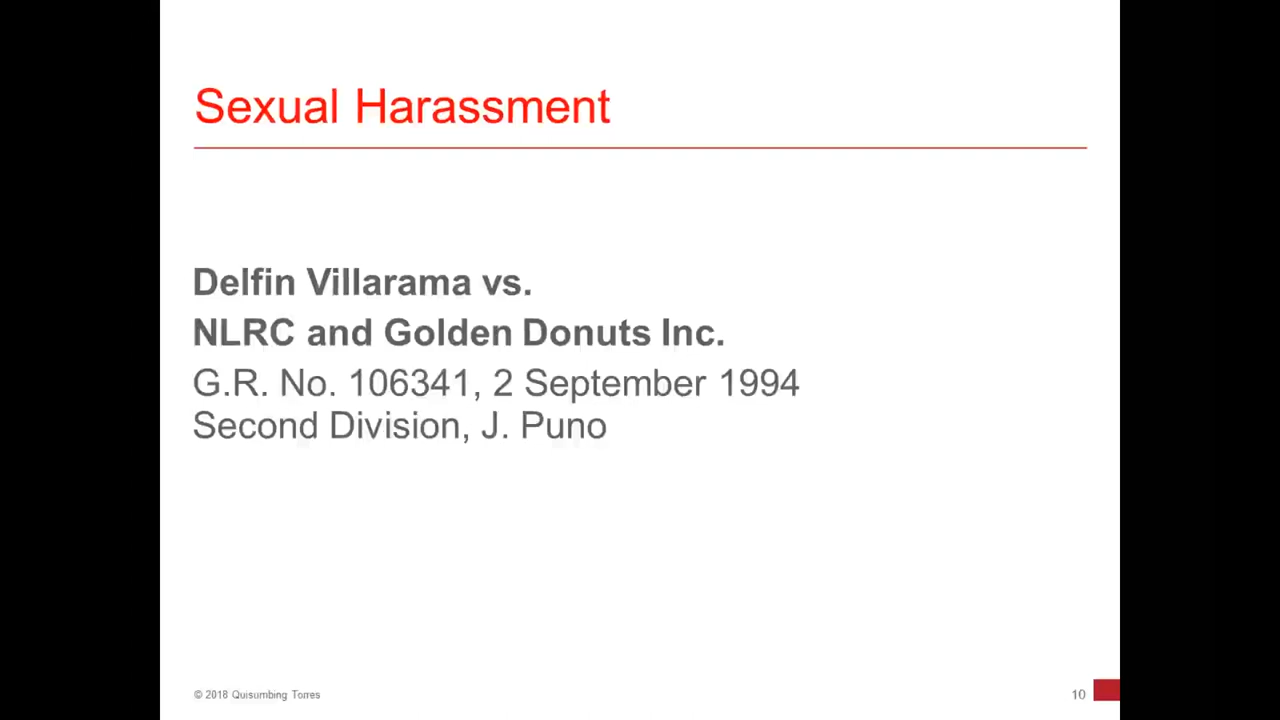 Sexual Harassment
Delfin Villarama vs.
NLRC and Golden Donuts Inc.
G.R. No. 106341, 2 September 1994
Second Division, J. Puno
© 2018 Quisumbing Torres
10